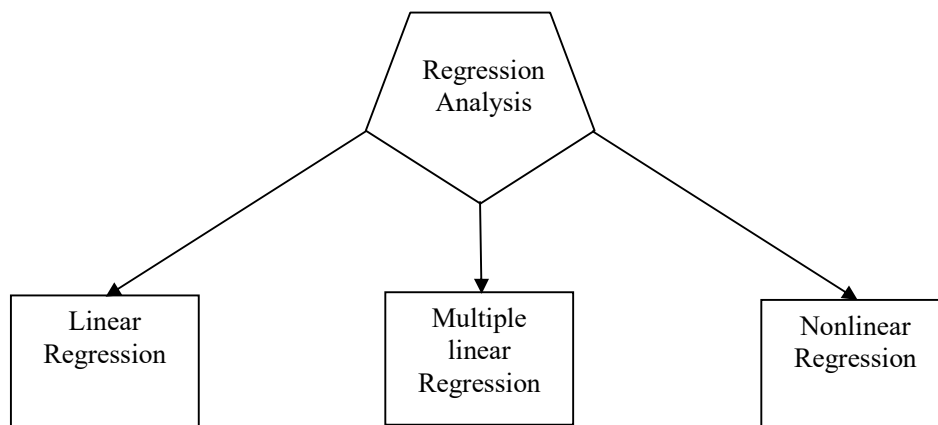 Regression
Analysis
Linear
Regression
Multiple
linear
Regression
Nonlinear
Regression